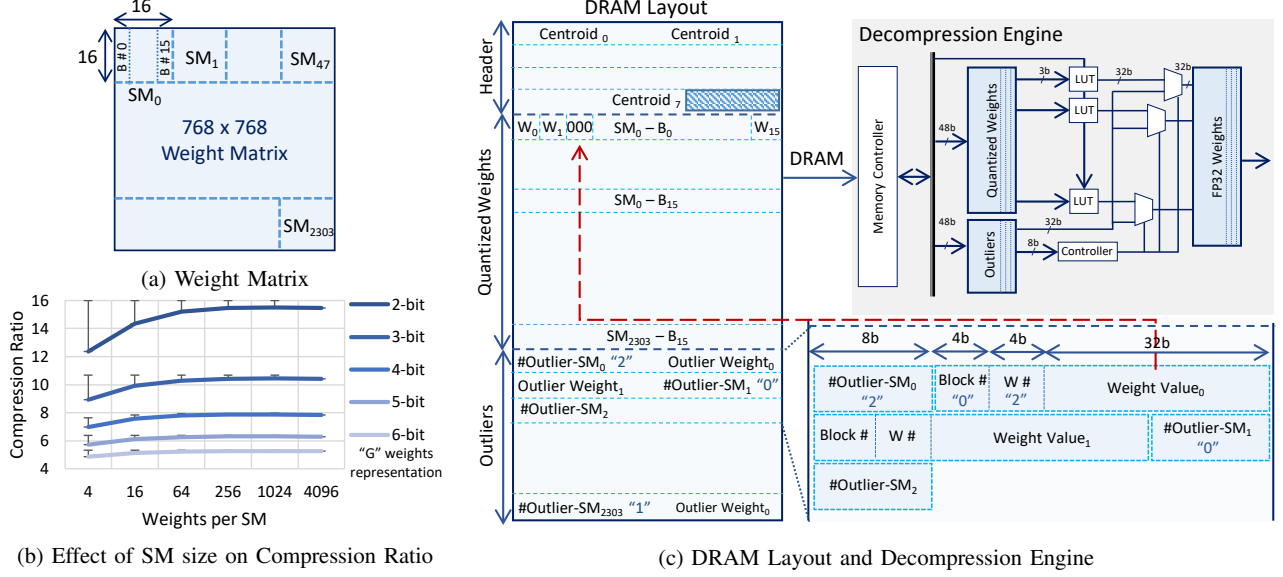 16
16
B # 0
B # 15
SM1
SM47
SM0
768 x 768
Weight Matrix
SM2303
(a) Weight Matrix
Compression Ratio
16
14
12
10
8
6
4
4 16 64 256 1024 4096
Weights per SM
2-bit
3-bit
4-bit
5-bit
6-bit
“G” weights
representation
(b) Effect of SM size on Compression Ratio
DRAM Layout
Header
Centroid 0 Centroid 1
Centroid 7
Quantized Weights
W0 W1 000 SM0 – B0 W15
SM0 – B15
SM2303 – B15
Outliers
#Outlier-SM0 “2” Outlier Weight0
Outlier Weight1 #Outlier-SM1 “0”
#Outlier-SM2
#Outlier-SM2303 “1” Outlier Weight0
DRAM
Decompression Engine
Memory Controller
48b
48b
Quantized Weights
Outliers
3b
LUT
LUT
LUT
32b
32b
32b
8b
Controller
FP32 Weights
8b 4b 4b 32b
#Outlier-SM0 “2” Block # “0” W # “2” Weight Value0
Block # W # Weight Value1 #Outlier-SM1 “0”
#Outlier-SM2
(c) DRAM Layout and Decompression Engine